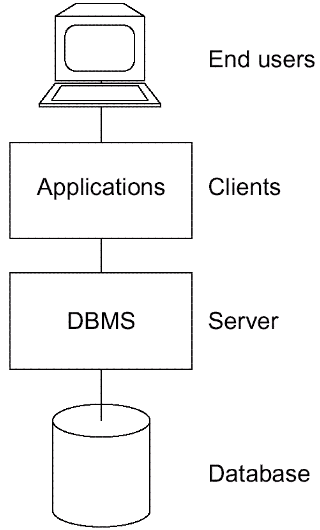 End users
Applications
Clients
DBMS
Server
Database